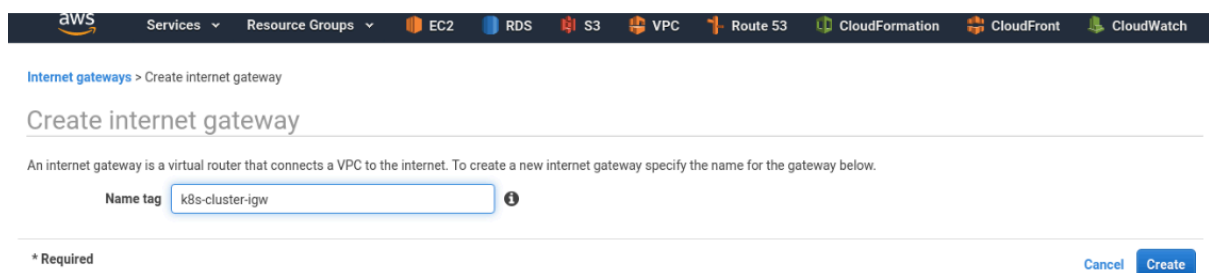 aws Services Resource Groups EC2 RDS S3 VPC Route 53 CloudFormation CloudFront CloudWatch
Internet gateways > Create internet gateway
Create internet gateway
An internet gateway is a virtual router that connects a VPC to the internet. To create a new internet gateway specify the name for the gateway below.
Name tag k8s-cluster-igw
* Required Cancel Create